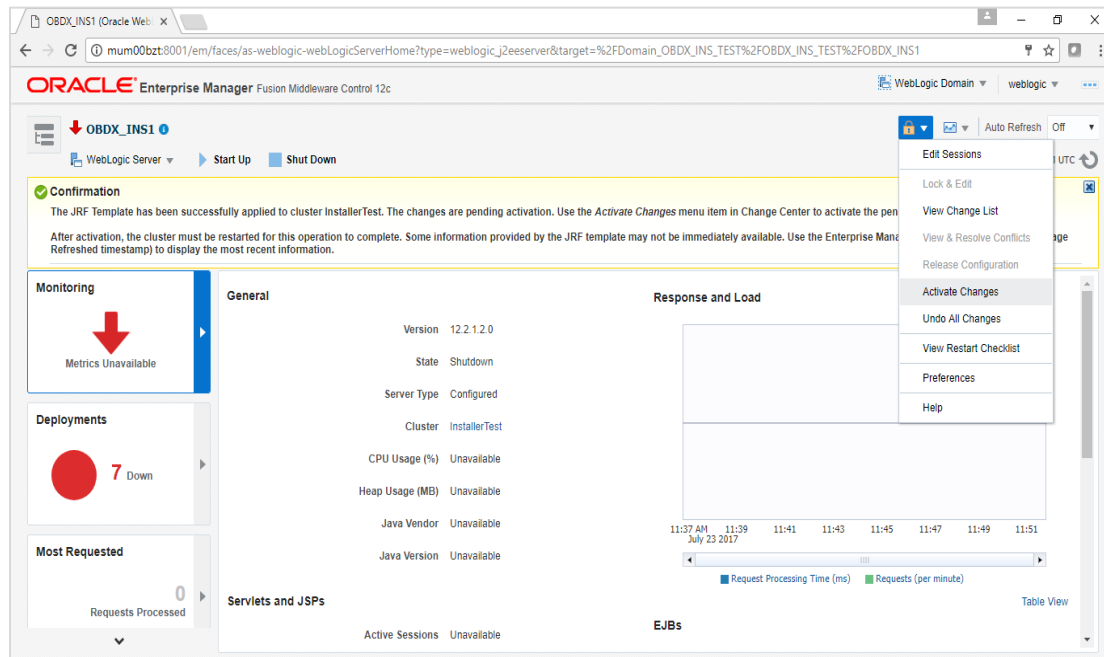 OBDX_INS1 (Oracle Web
mum00bzt:8001/em/faces/as-weblogic-webLogicServerHome?type=weblogic_j2eeserver&target=%2FDomain_OBDX_INS_TEST%2FOBDX_INS_TEST%2FOBDX_INS1
ORACLE Enterprise Manager Fusion Middleware Control 12c
WebLogic Domain
weblogic
OBDX_INS1
Auto Refresh Off
WebLogic Server
Start Up
Shut Down
UTC
Edit Sessions
Lock & Edit
View Change List
View & Resolve Conflicts
Release Configuration
Activate Changes
Undo All Changes
View Restart Checklist
Preferences
Help
Confirmation
The JRF Template has been successfully applied to cluster InstallerTest. The changes are pending activation. Use the Activate Changes menu item in Change Center to activate the pen
After activation, the cluster must be restarted for this operation to complete. Some information provided by the JRF template may not be immediately available. Use the Enterprise Mana
age
Refreshed timestamp) to display the most recent information.
Monitoring
Metrics Unavailable
Deployments
7 Down
Most Requested
0
Requests Processed
General
Version 12.2.1.2.0
State Shutdown
Server Type Configured
Cluster InstallerTest
CPU Usage (%) Unavailable
Heap Usage (MB) Unavailable
Java Vendor Unavailable
Java Version Unavailable
Servlets and JSPs
Active Sessions Unavailable
Response and Load
11:37 AM 11:39 11:41 11:43 11:45 11:47 11:49 11:51
July 23 2017
Request Processing Time (ms) Requests (per minute)
Table View
EJBs